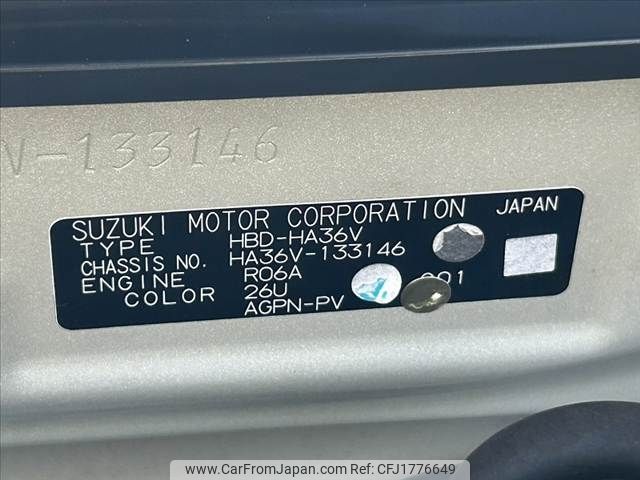 V-133146
SUZUKI MOTOR CORPORATION JAPAN
TYPE HBD-HA36V
CHASSIS NO. HA36V-133146
ENGINE R06A
COLOR 26U 001
AGPN-PV
www.CarFromJapan.com | REF CFJ1776649